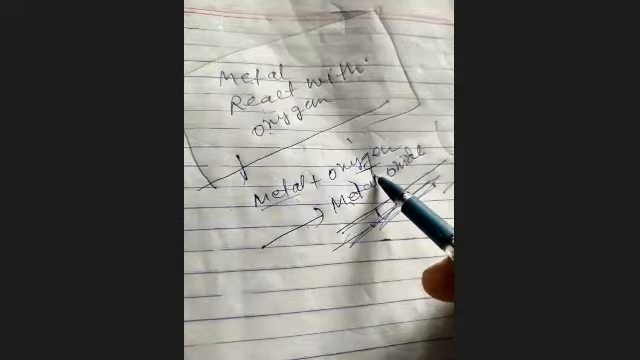 Metal
React with
oxygen
Metal + oxygen
→ Metal oxide